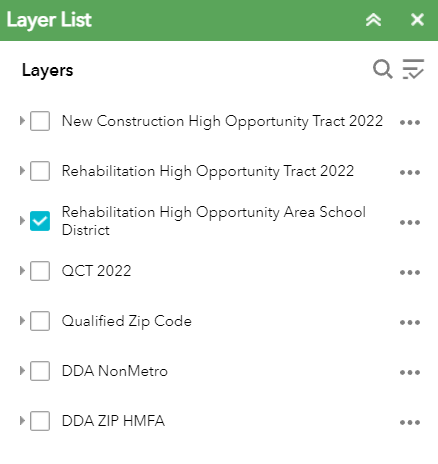 Layer List
Layers
New Construction High Opportunity Tract 2022
Rehabilitation High Opportunity Tract 2022
Rehabilitation High Opportunity Area School
District
QCT 2022
Qualified Zip Code
DDA NonMetro
DDA ZIP HMFA